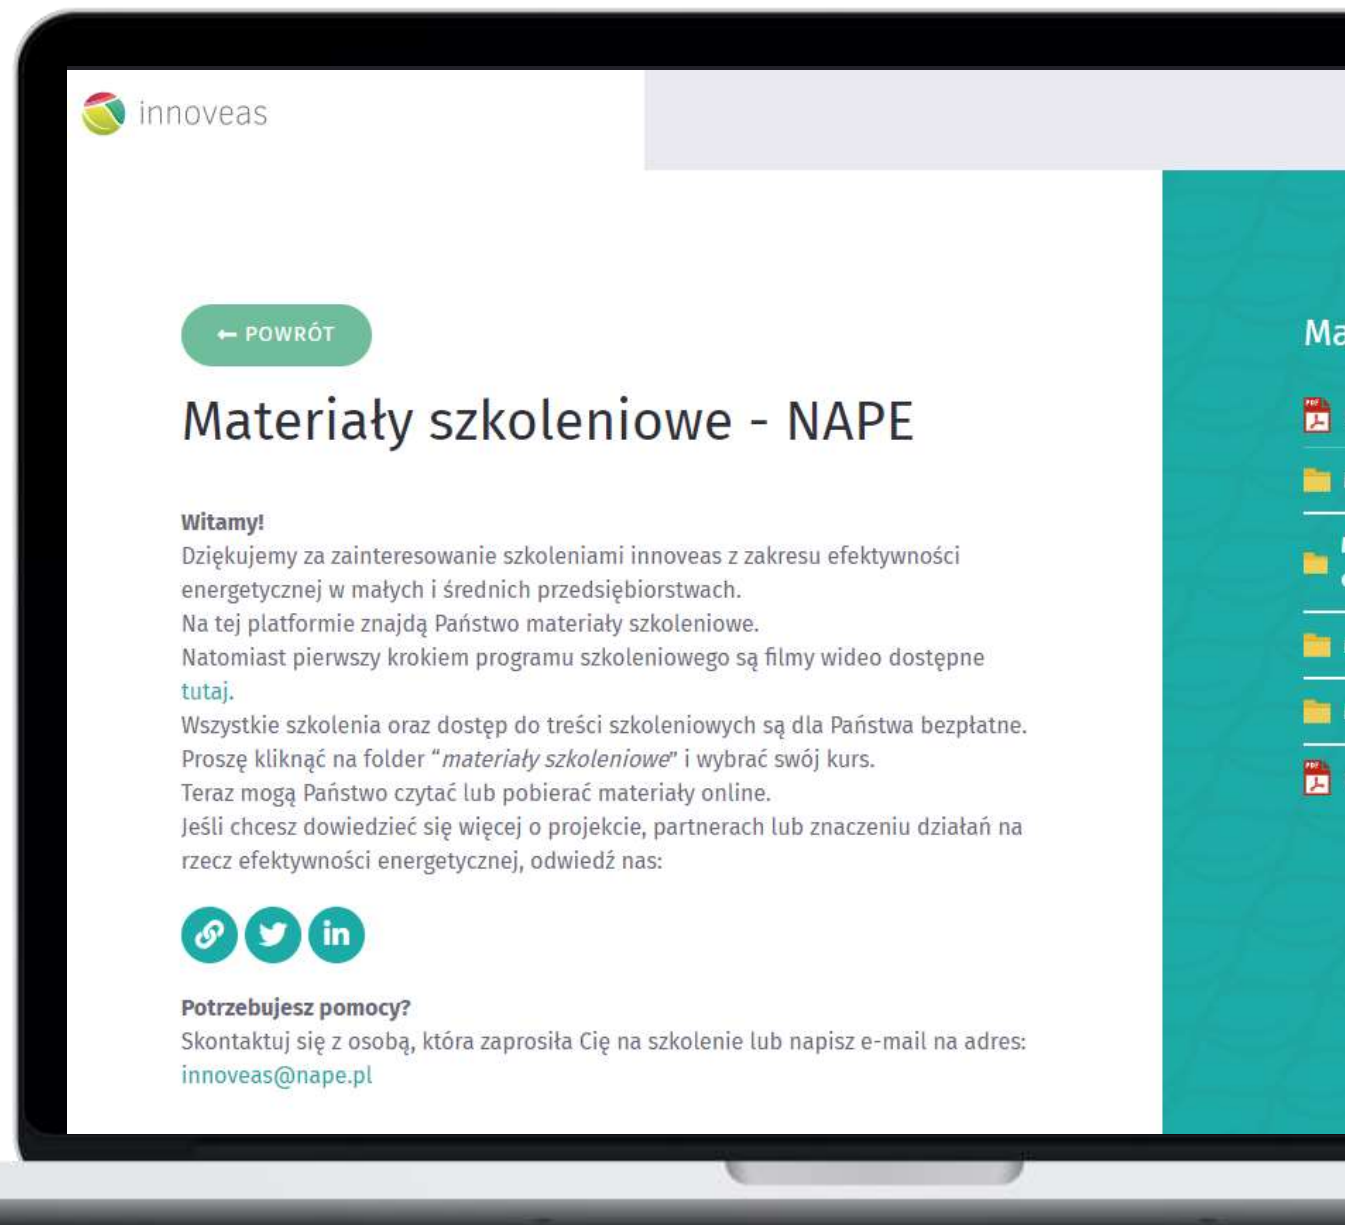 innoveas
POWRÓT
Materiały szkoleniowe - NAPE
Witamy!
Dziękujemy za zainteresowanie szkoleniami innoveas z zakresu efektywności
energetycznej w małych i średnich przedsiębiorstwach.
Na tej platformie znajdą Państwo materiały szkoleniowe.
Natomiast pierwszy krokiem programu szkoleniowego są filmy wideo dostępne
tutaj.
Wszystkie szkolenia oraz dostęp do treści szkoleniowych są dla Państwa bezpłatne.
Proszę kliknąć na folder “materiały szkoleniowe” i wybrać swój kurs.
Teraz mogą Państwo czytać lub pobierać materiały online.
Jeśli chcesz dowiedzieć się więcej o projekcie, partnerach lub znaczeniu działań na
rzecz efektywności energetycznej, odwiedź nas:
in
Potrzebujesz pomocy?
Skontaktuj się z osobą, która zaprosiła Cię na szkolenie lub napisz e-mail na adres:
innoveas@nape.pl
Ma
PDF
PDF